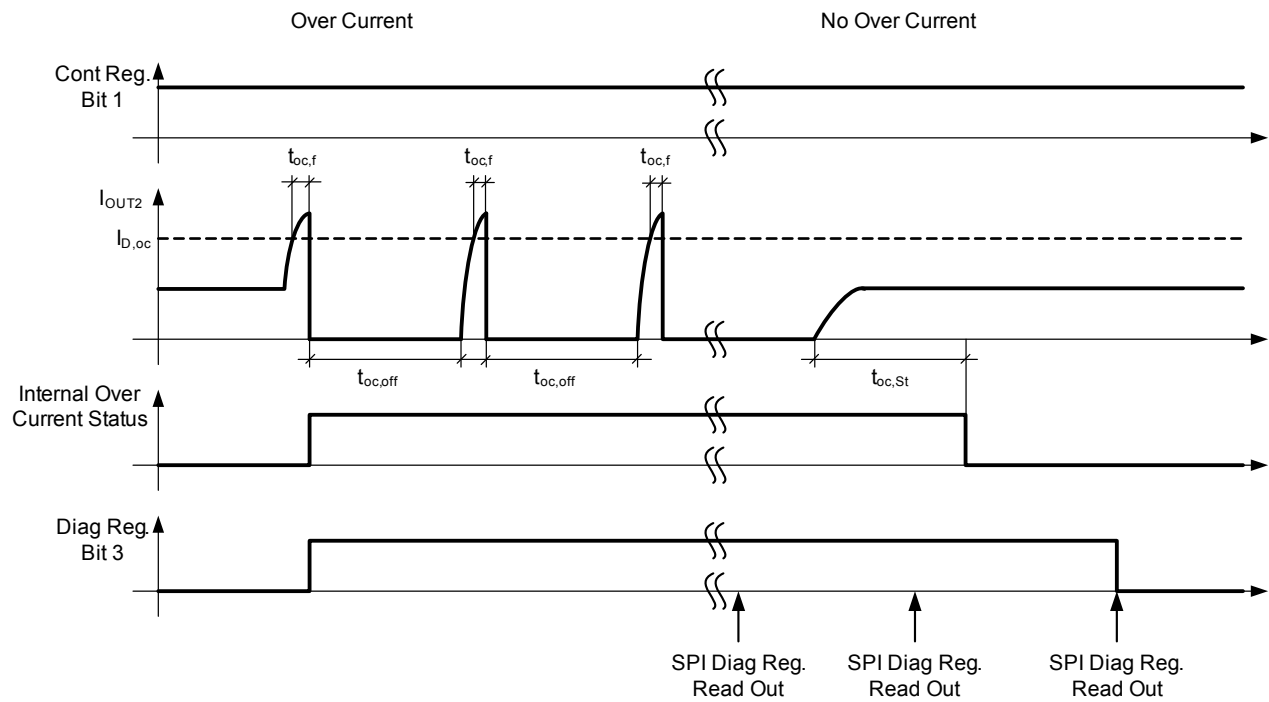 Over Current
No Over Current
Cont Reg.
Bit 1
toc,f
toc,f
toc,f
IOUT2
ID,oc
toc,off
toc,off
toc,St
Internal Over
Current Status
Diag Reg.
Bit 3
SPI Diag Reg.
Read Out
SPI Diag Reg.
Read Out
SPI Diag Reg.
Read Out